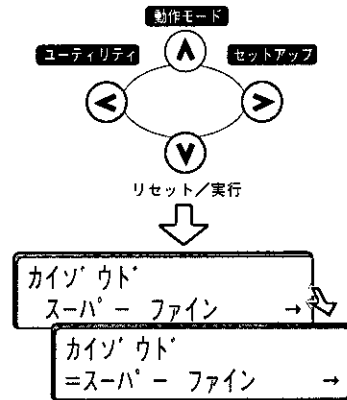 動作モード
ユーティリティ
セットアップ
リセット／実行
カイゾウド
スーパー ファイン →
カイゾウド
=スーパー ファイン →